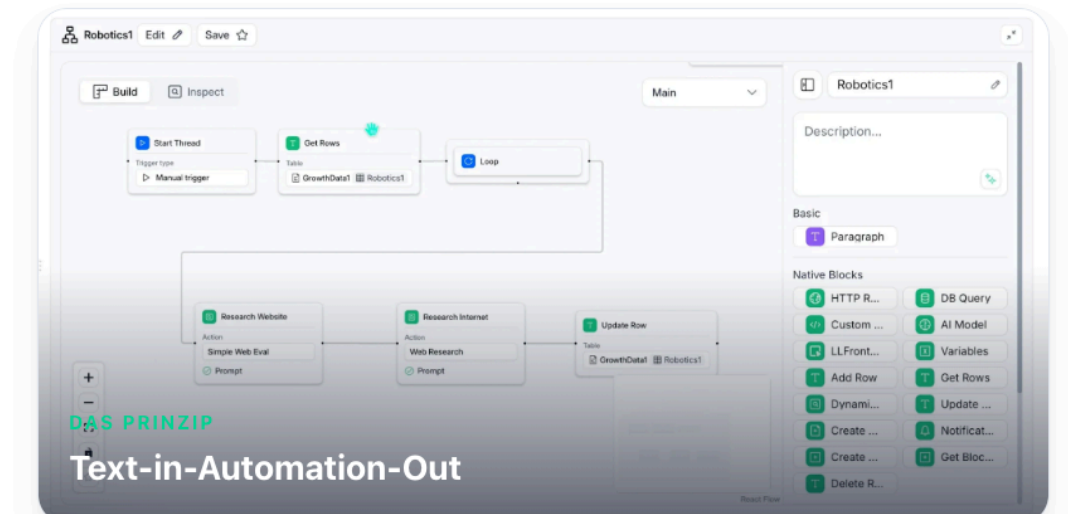 Robotics1 Edit Save
Build Inspect
Main
Robotics1
Description...
Start Thread
Trigger type
Manual trigger
Get Rows
Table
GrowthData1 Robotics1
Loop
Basic
Paragraph
Native Blocks
HTTP R... DB Query
Custom ... AI Model
LLFront... Variables
Add Row Get Rows
Dynami... Update ...
Create ... Notificat...
Create ... Get Bloc...
Delete R...
Research Website
Action
Simple Web Eval
Prompt
Research Internet
Action
Web Research
Prompt
Update Row
Table
GrowthData1 Robotics1
DAS PRINZIP
Text-in-Automation-Out
React Flow